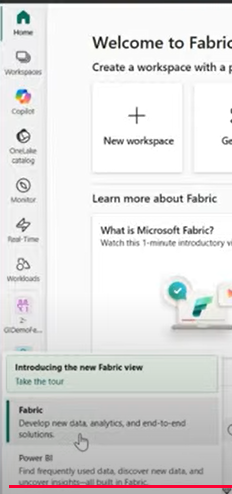 Home
Workspaces
Copilot
OneLake
catalog
Monitor
Real-Time
Workloads
2-
GIDemoFe...
Welcome to Fabric
Create a workspace with a
New workspace
Learn more about Fabric
What is Microsoft Fabric?
Watch this 1-minute introductory
Introducing the new Fabric view
Take the tour
Fabric
Develop new data, analytics, and end-to-end
solutions.
Power BI
Find frequently used data, discover new data, and
uncover insights—all built in Fabric.